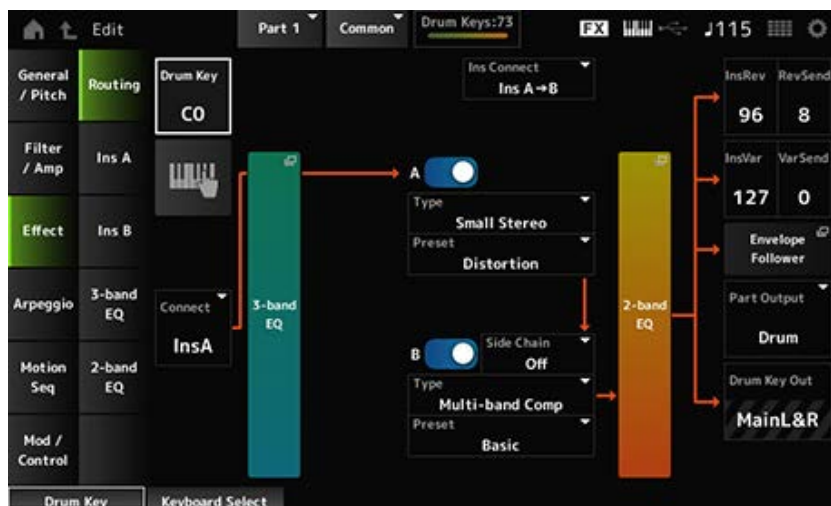 Edit
Part 1
Common
Drum Keys:73
FX
♩115
General
/ Pitch
Routing
Drum Key
C0
Ins Connect
Ins A→B
InsRev
RevSend
96
8
Filter
/ Amp
Ins A
A
InsVar
VarSend
127
0
Type
Small Stereo
Effect
Ins B
Preset
Distortion
Envelope
Follower
Arpeggio
3-band
EQ
Connect
InsA
3-band
EQ
2-band
EQ
Part Output
Drum
Motion
Seq
2-band
EQ
B
Side Chain
Off
Type
Multi-band Comp
Drum Key Out
MainL&R
Preset
Basic
Mod /
Control
Drum Key
Keyboard Select